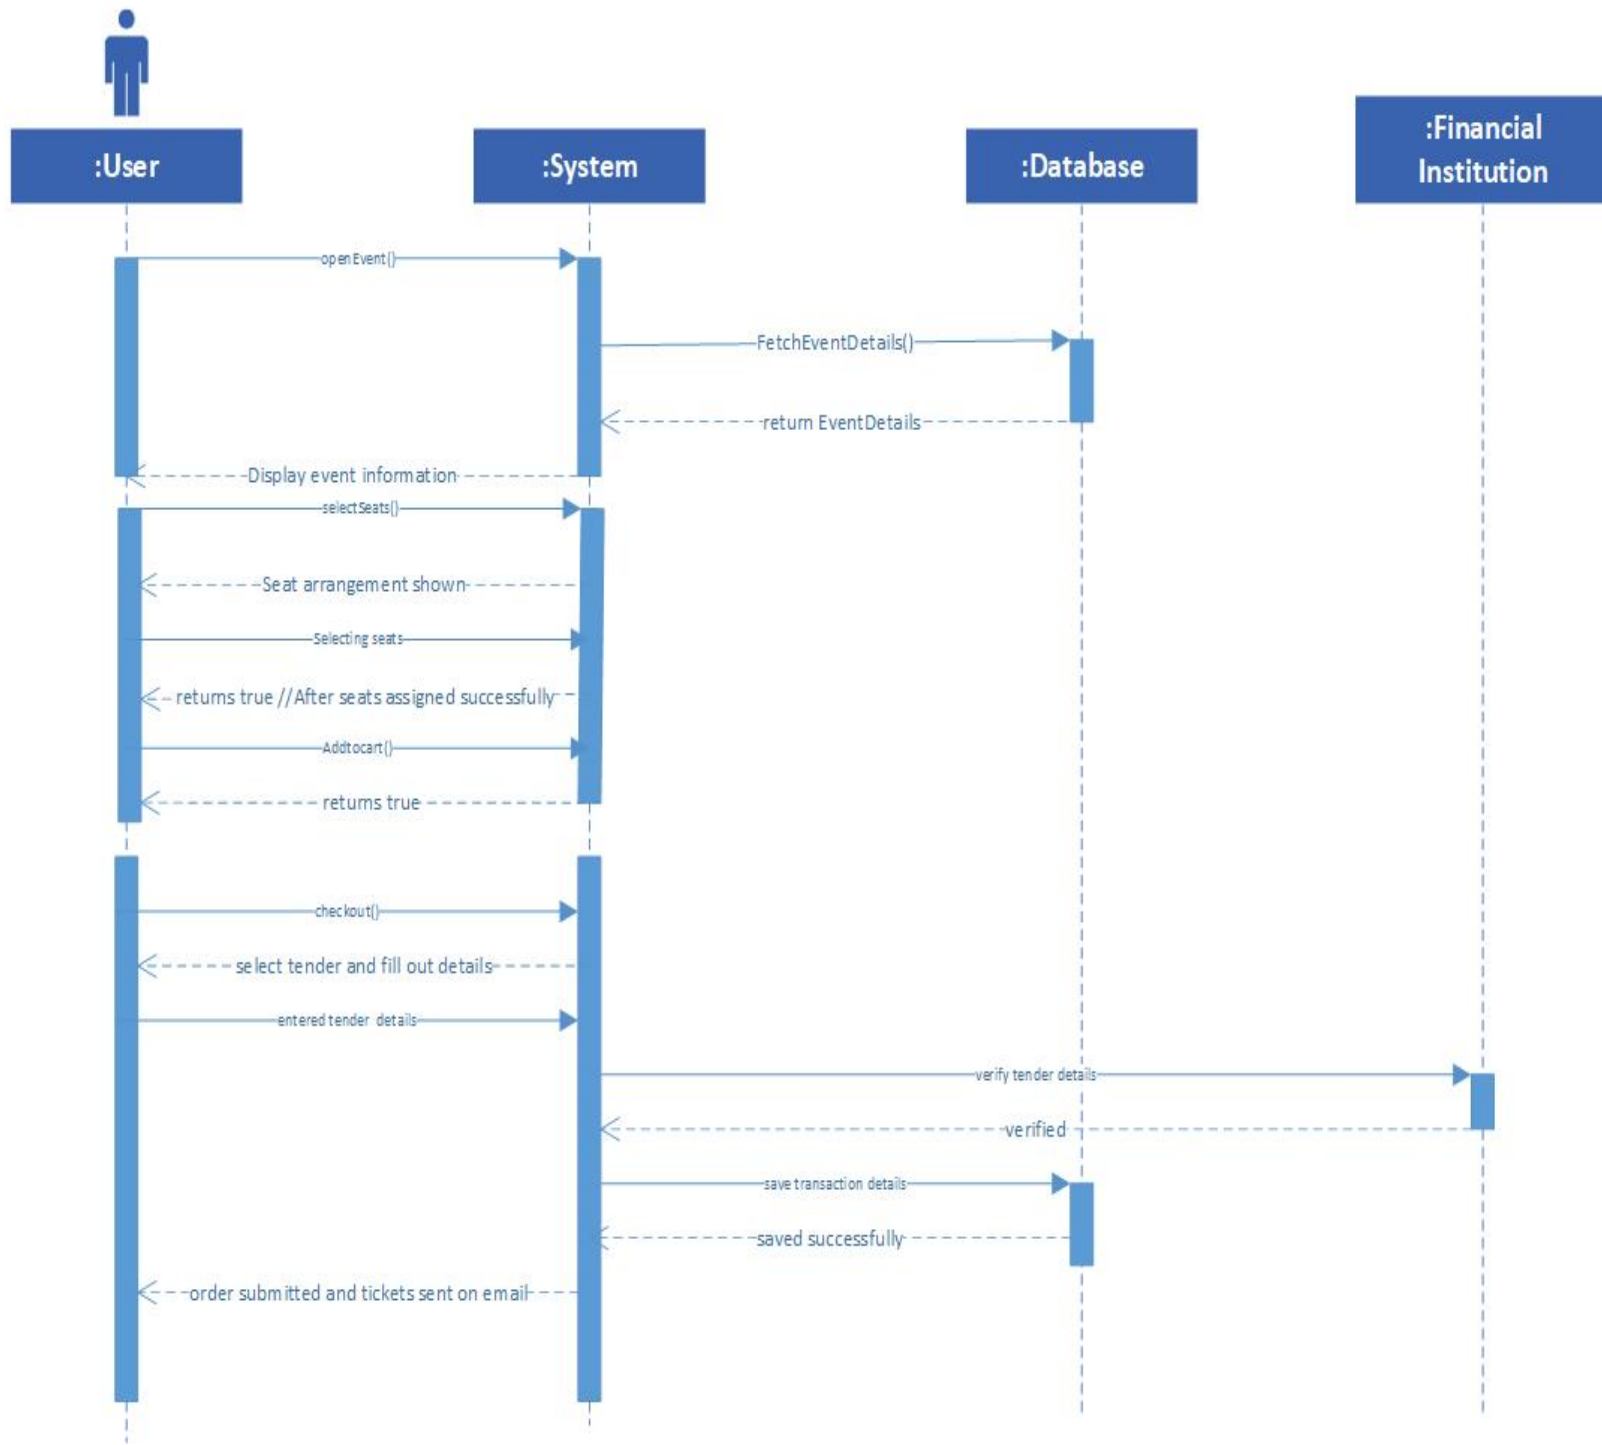 :User
:System
:Database
:Financial
Institution
openEvent()
FetchEventDetails()
return EventDetails
Display event information
selectSeats()
Seat arrangement shown
Selecting seats
returns true //After seats assigned successfully
Addtocart()
returns true
checkout()
select tender and fill out details
entered tender details
verify tender details
verified
save transaction details
saved successfully
order submitted and tickets sent on email